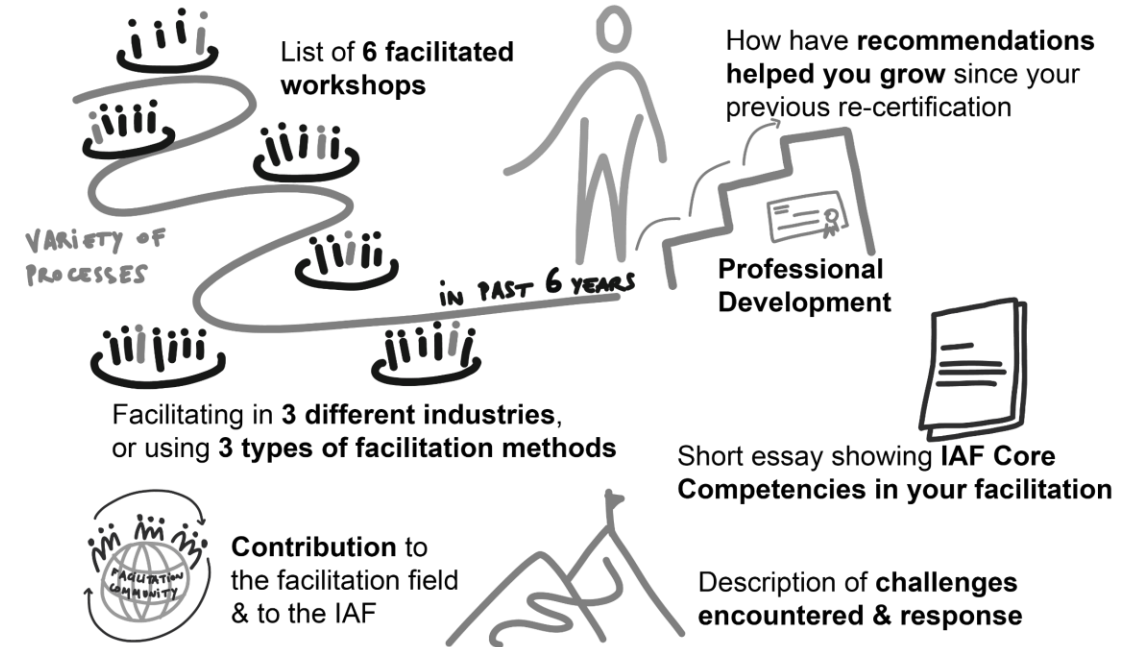 List of 6 facilitated
workshops
How have recommendations
helped you grow since your
previous re-certification
VARIETY OF
PROCESSES
IN PAST 6 YEARS
Professional
Development
Facilitating in 3 different industries,
or using 3 types of facilitation methods
Short essay showing IAF Core
Competencies in your facilitation
FACILITATION
COMMUNITY
Contribution to
the facilitation field
& to the IAF
Description of challenges
encountered & response